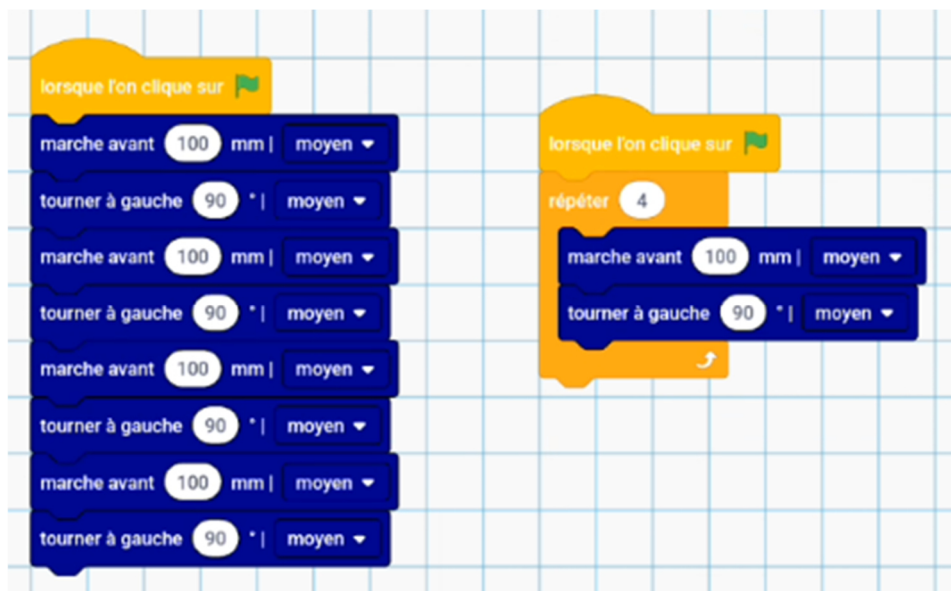 lorsque l'on clique sur
marche avant 100 mm | moyen
tourner à gauche 90 ° | moyen
marche avant 100 mm | moyen
tourner à gauche 90 ° | moyen
marche avant 100 mm | moyen
tourner à gauche 90 ° | moyen
marche avant 100 mm | moyen
tourner à gauche 90 ° | moyen
lorsque l'on clique sur
répéter 4
marche avant 100 mm | moyen
tourner à gauche 90 ° | moyen